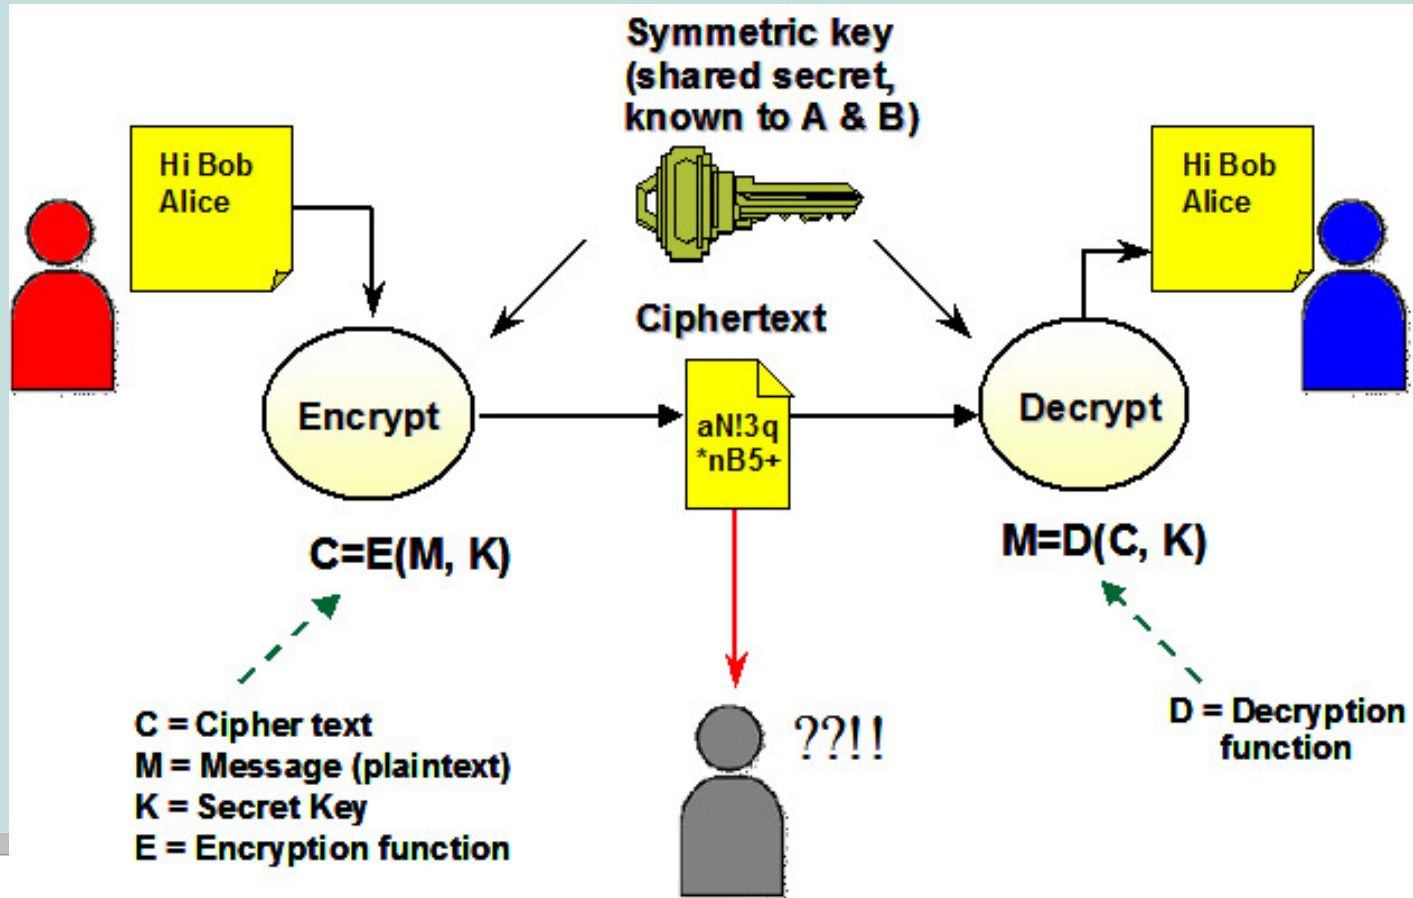 Symmetric key
(shared secret,
known to A & B)
Hi Bob
Alice
Hi Bob
Alice
Ciphertext
Encrypt
aN!3q
*nB5+
Decrypt
C=E(M, K)
M=D(C, K)
C = Cipher text
M = Message (plaintext)
K = Secret Key
E = Encryption function
??!!
D = Decryption
function